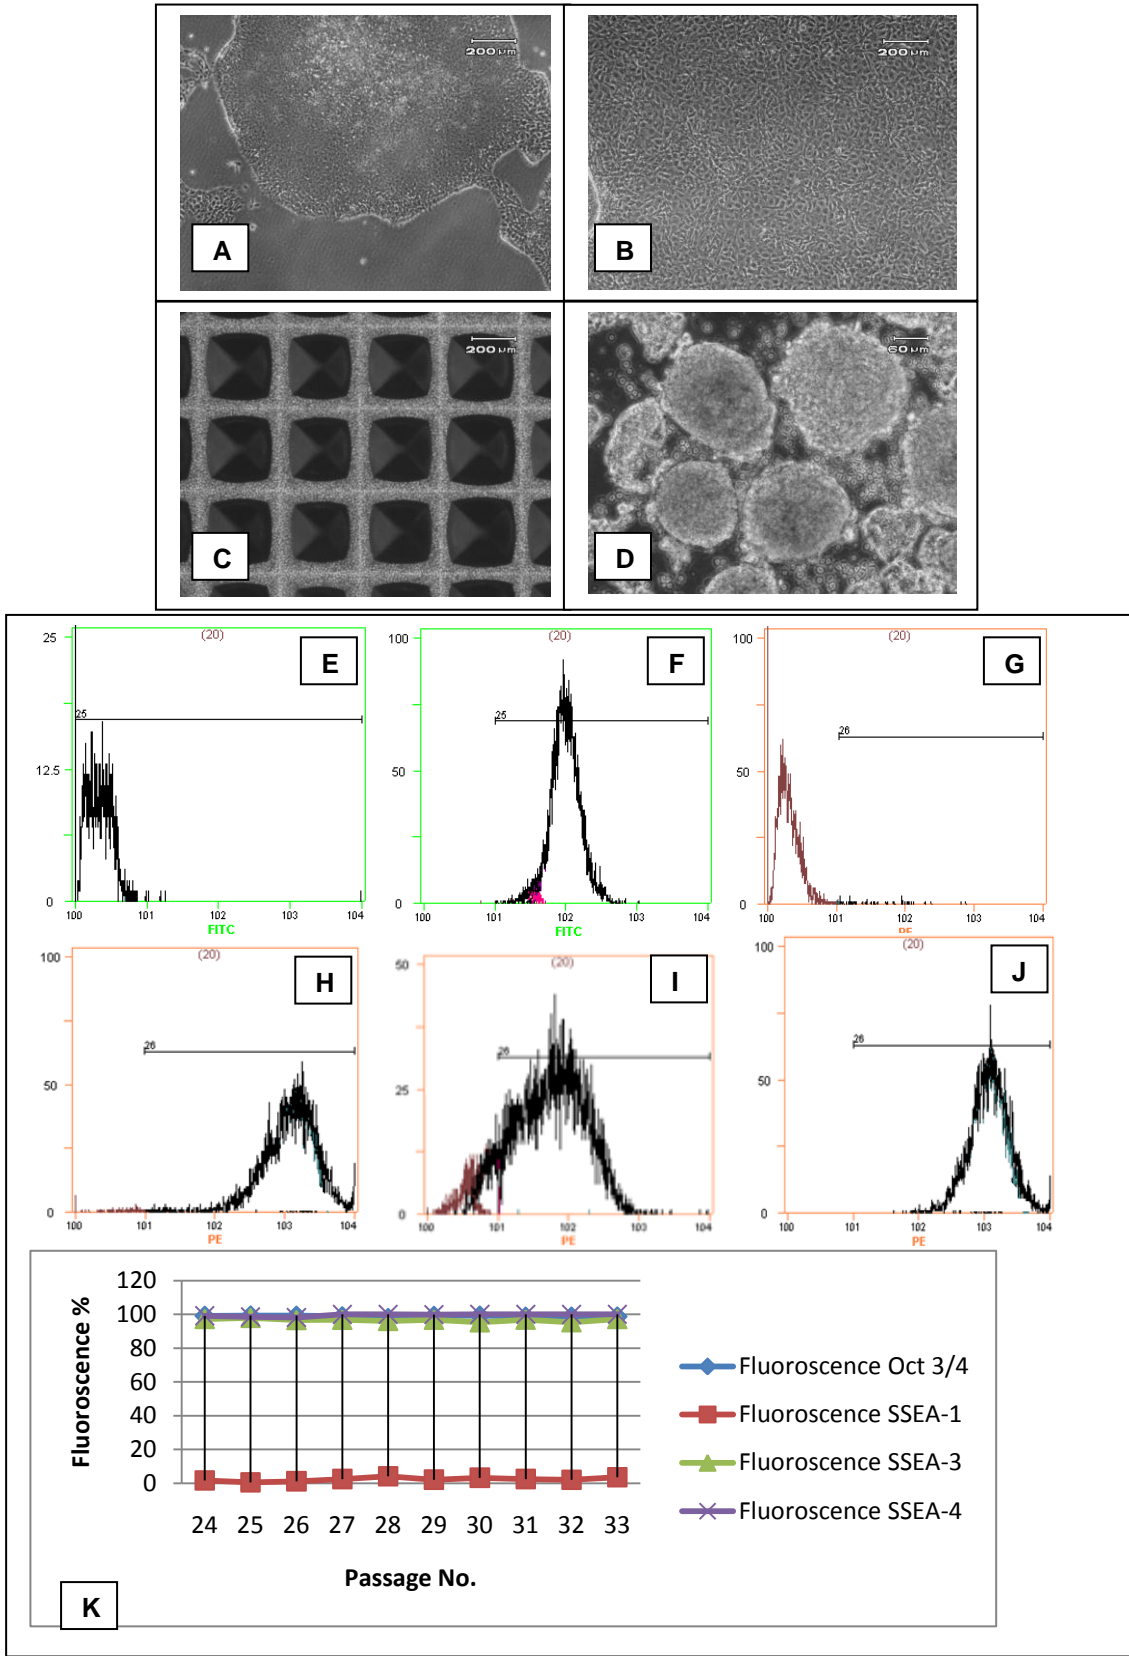 200 µm
A
200 µm
B
200 µm
C
60 µm
D
25
(20)
E
25
12.5
0
100 101 102 103 104
FITC
100
(20)
F
25
50
0
100 101 102 103 104
FITC
100
(20)
G
26
50
0
100 101 102 103 104
PE
100
(20)
H
26
50
0
100 101 102 103 104
PE
50
(20)
I
26
25
0
100 101 102 103 104
PE
100
(20)
J
26
50
0
100 101 102 103 104
PE
120
100
80
60
40
20
0
Fluoroscence %
24 25 26 27 28 29 30 31 32 33
Passage No.
Fluoroscence Oct 3/4
Fluoroscence SSEA-1
Fluoroscence SSEA-3
Fluoroscence SSEA-4
K